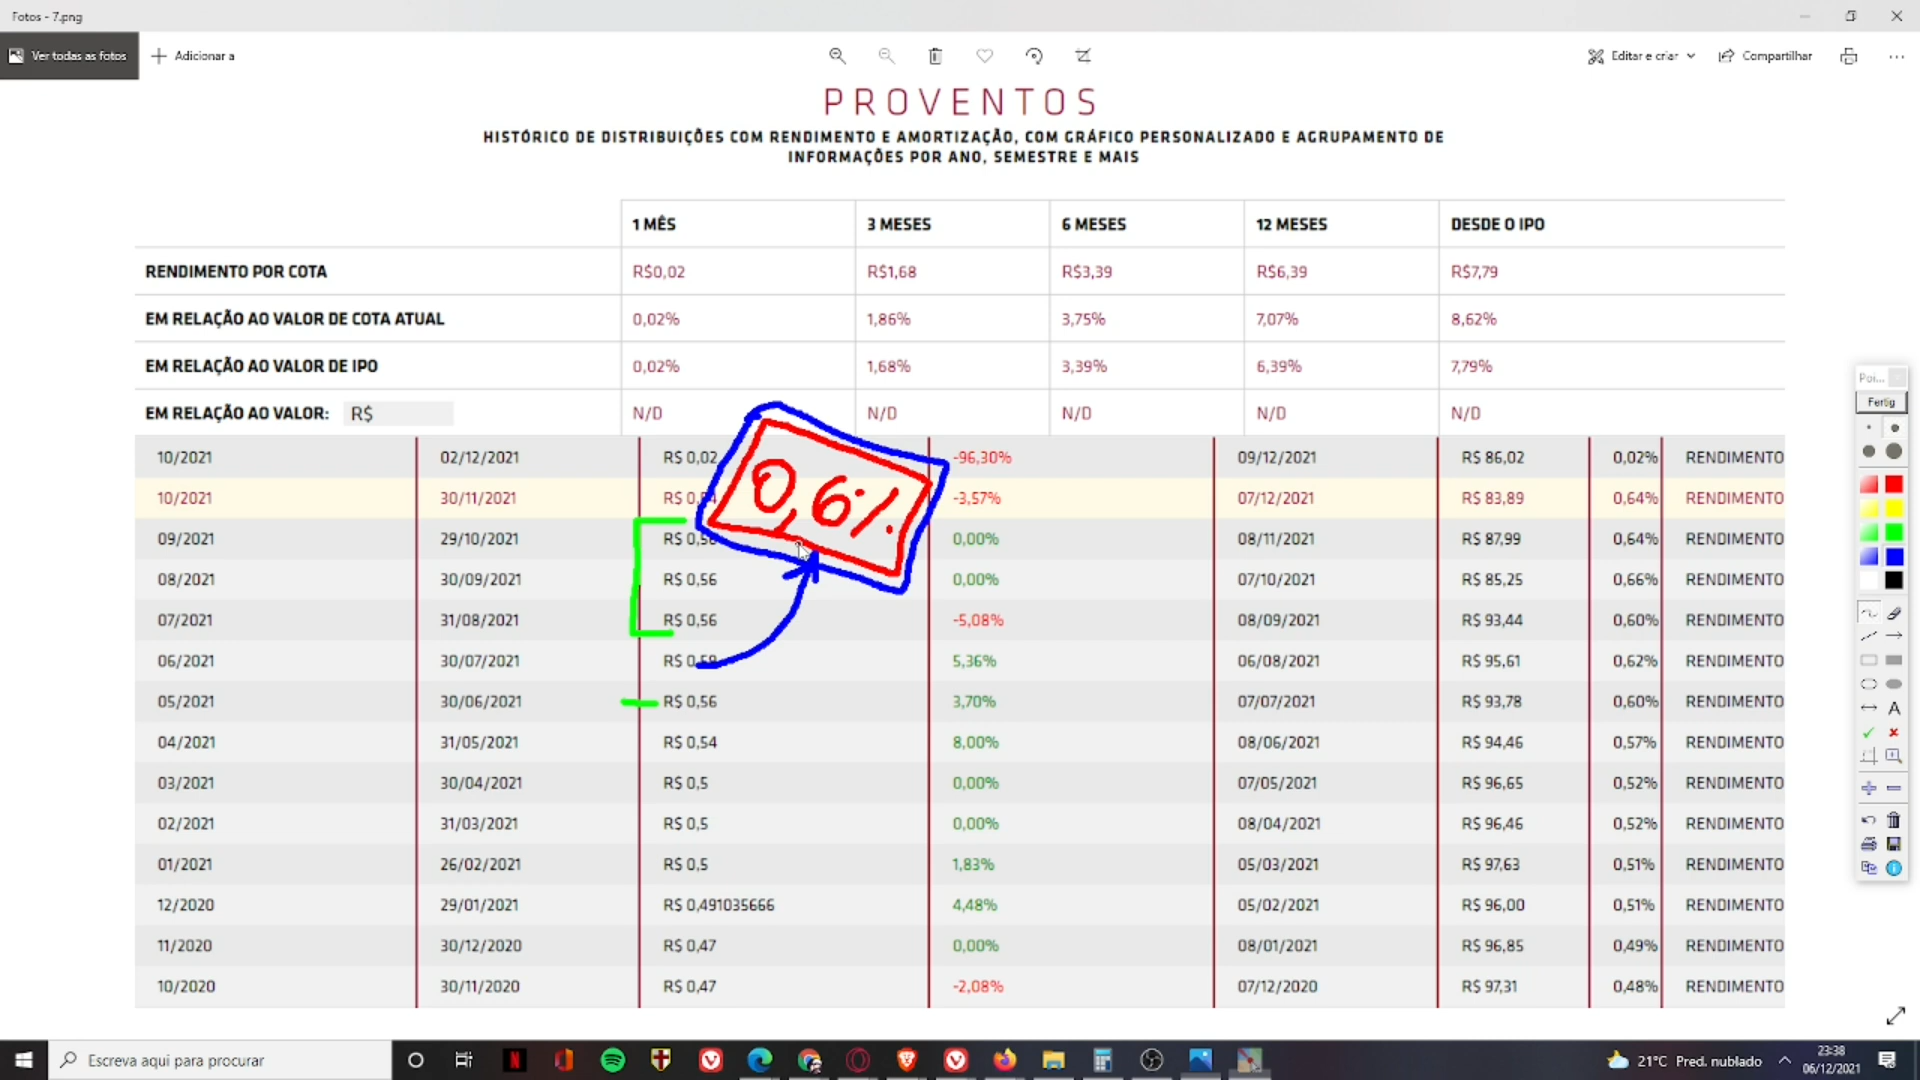 Fotos - 7.png
Ver todas as fotos
Adicionar a
Editar e criar
Compartilhar
PROVENTOS
HISTÓRICO DE DISTRIBUIÇÕES COM RENDIMENTO E AMORTIZAÇÃO, COM GRÁFICO PERSONALIZADO E AGRUPAMENTO DE
INFORMAÇÕES POR ANO, SEMESTRE E MAIS
1 MÊS 3 MESES 6 MESES 12 MESES DESDE O IPO
RENDIMENTO POR COTA R$0,02 R$1,68 R$3,39 R$6,39 R$7,79
EM RELAÇÃO AO VALOR DE COTA ATUAL 0,02% 1,86% 3,75% 7,07% 8,62%
EM RELAÇÃO AO VALOR DE IPO 0,02% 1,68% 3,39% 6,39% 7,79%
EM RELAÇÃO AO VALOR: R$ N/D N/D N/D N/D N/D
10/2021 02/12/2021 R$ 0,02 -96,30% 09/12/2021 R$ 86,02 0,02% RENDIMENTO
10/2021 30/11/2021 R$ -3,57% 07/12/2021 R$ 83,89 0,64% RENDIMENTO
0,6%
09/2021 29/10/2021 R$ 0,56 0,00% 08/11/2021 R$ 87,99 0,64% RENDIMENTO
08/2021 30/09/2021 R$ 0,56 0,00% 07/10/2021 R$ 85,25 0,66% RENDIMENTO
07/2021 31/08/2021 R$ 0,56 -5,08% 08/09/2021 R$ 93,44 0,60% RENDIMENTO
06/2021 30/07/2021 R$ 0,59 5,36% 06/08/2021 R$ 95,61 0,62% RENDIMENTO
05/2021 30/06/2021 R$ 0,56 3,70% 07/07/2021 R$ 93,78 0,60% RENDIMENTO
04/2021 31/05/2021 R$ 0,54 8,00% 08/06/2021 R$ 94,46 0,57% RENDIMENTO
03/2021 30/04/2021 R$ 0,5 0,00% 07/05/2021 R$ 96,65 0,52% RENDIMENTO
02/2021 31/03/2021 R$ 0,5 0,00% 08/04/2021 R$ 96,46 0,52% RENDIMENTO
01/2021 26/02/2021 R$ 0,5 1,83% 05/03/2021 R$ 97,63 0,51% RENDIMENTO
12/2020 29/01/2021 R$ 0,491035666 4,48% 05/02/2021 R$ 96,00 0,51% RENDIMENTO
11/2020 30/12/2020 R$ 0,47 0,00% 08/01/2021 R$ 96,85 0,49% RENDIMENTO
10/2020 30/11/2020 R$ 0,47 -2,08% 07/12/2020 R$ 97,31 0,48% RENDIMENTO
Poi...
Fertig
A
Escreva aqui para procurar
21°C Pred. nublado
23:38
06/12/2021